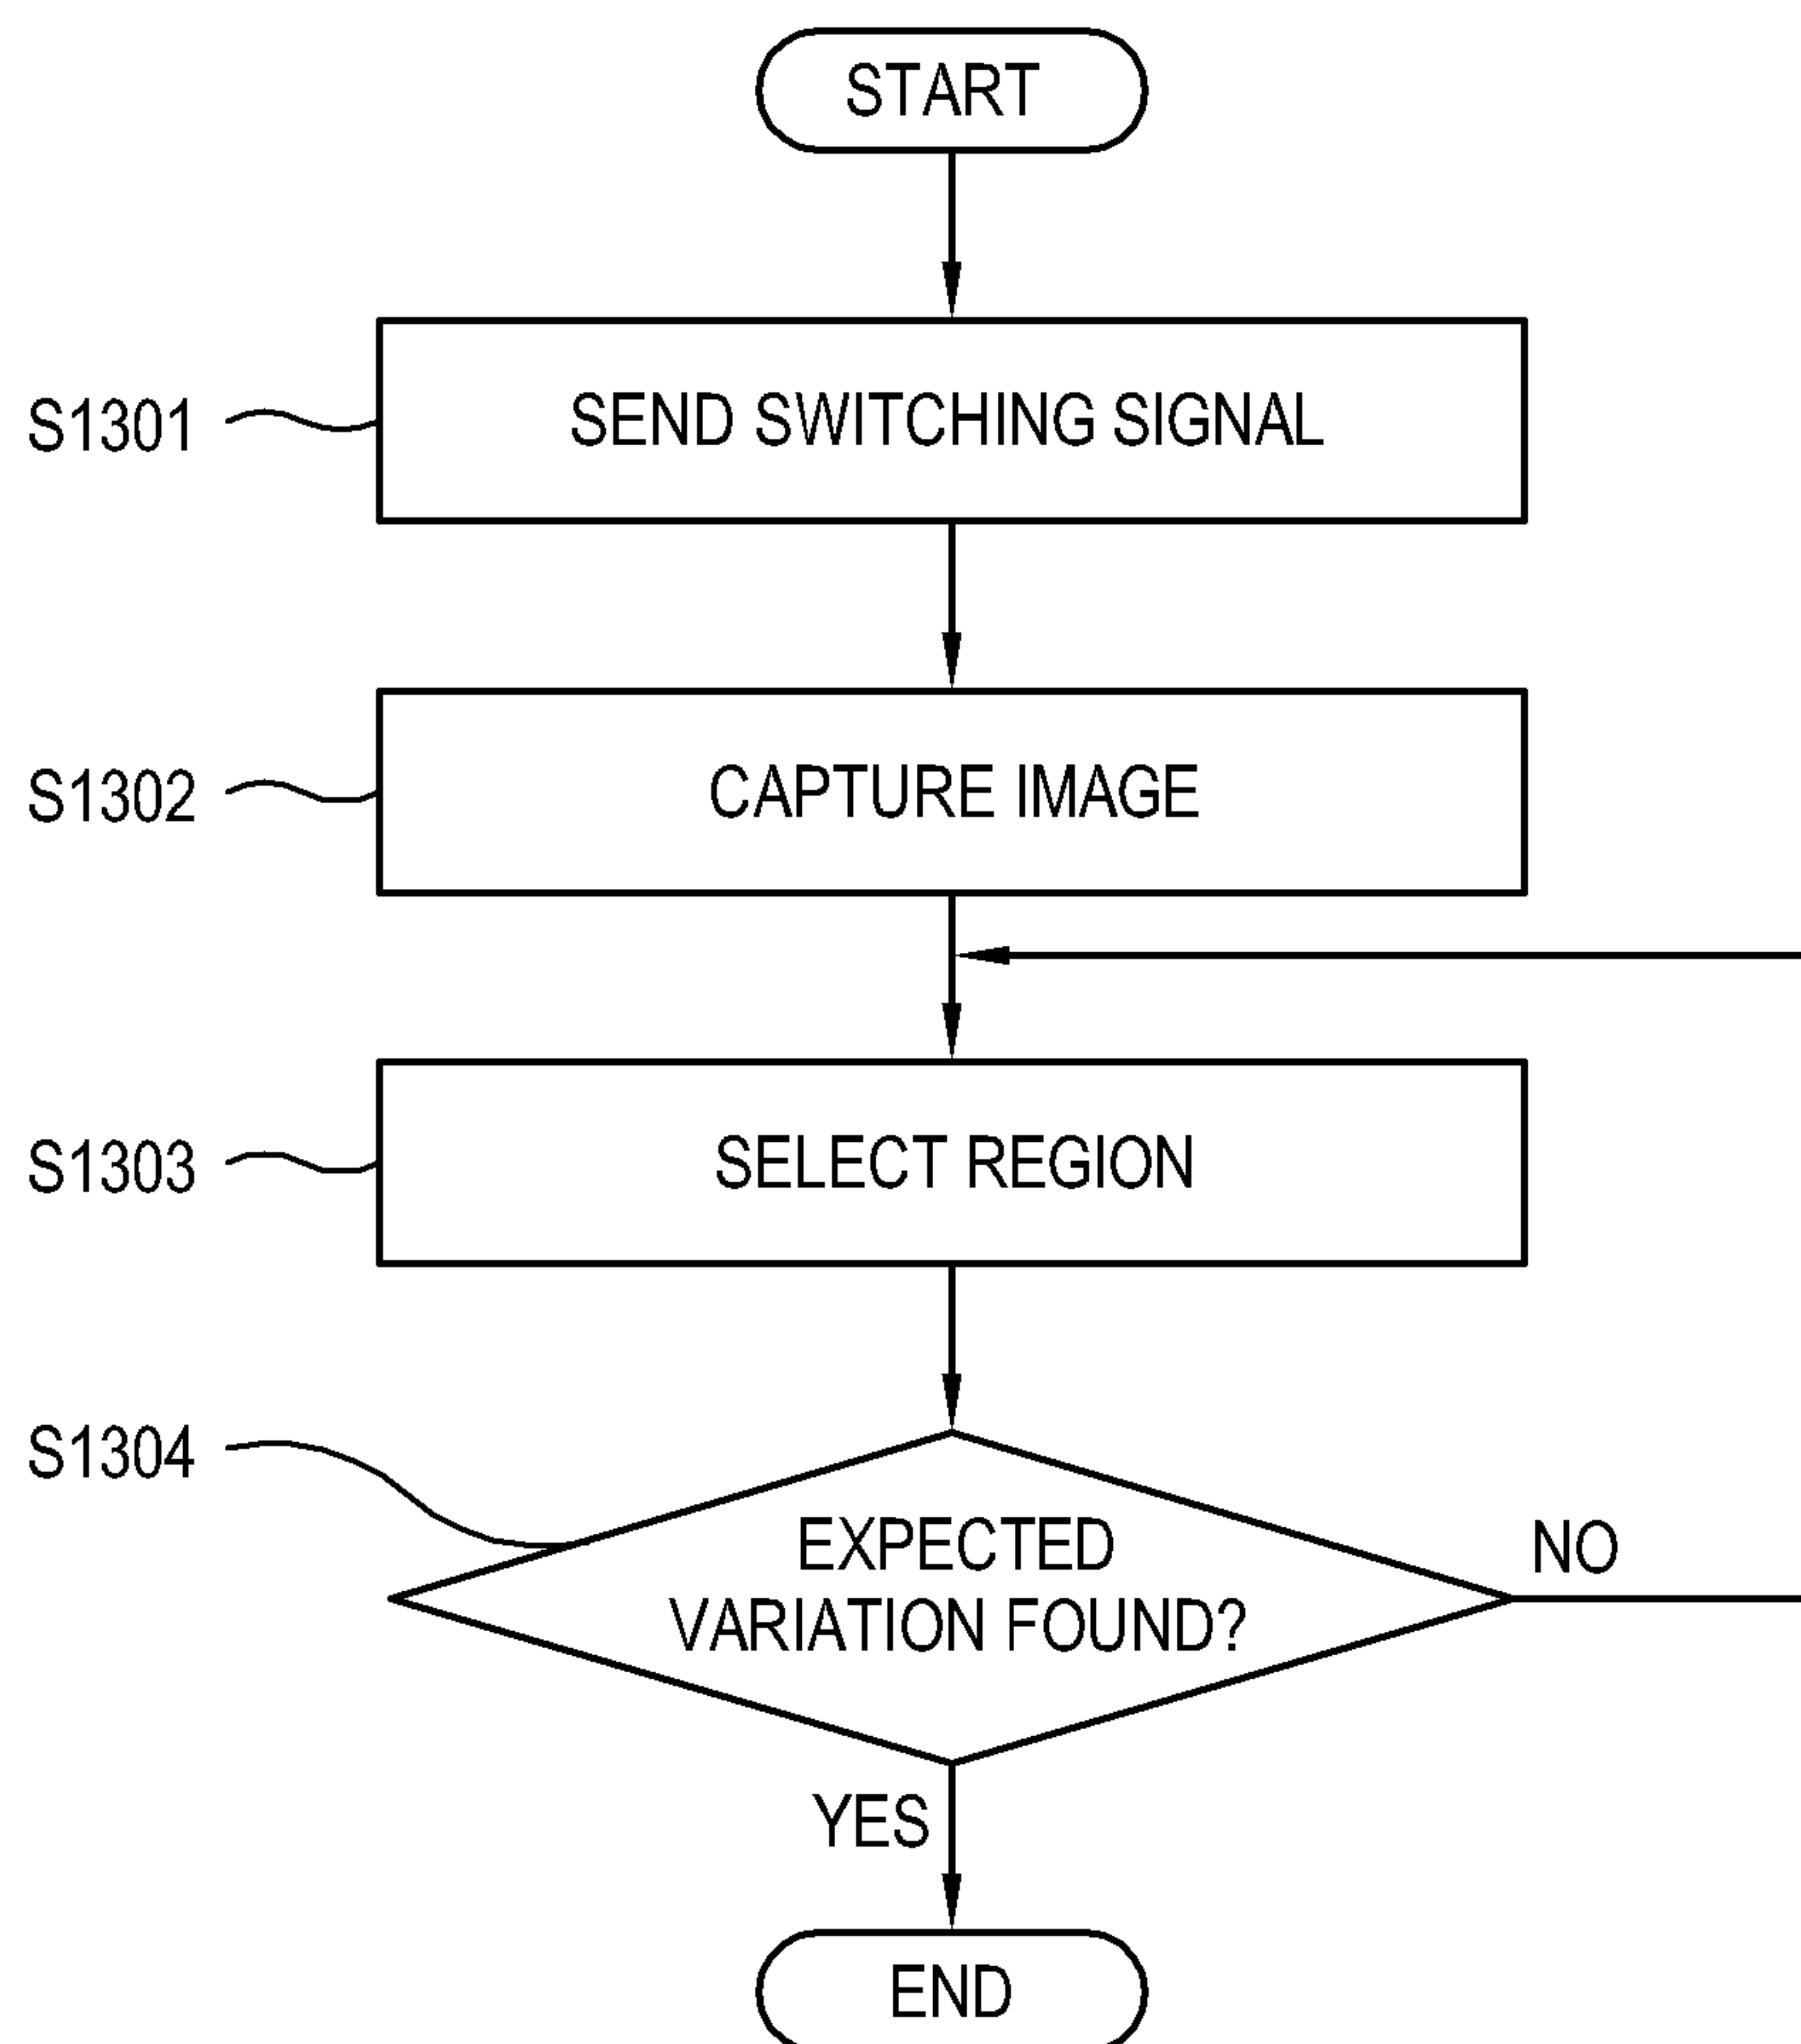 START
S1301
SEND SWITCHING SIGNAL
S1302
CAPTURE IMAGE
S1303
SELECT REGION
S1304
EXPECTED
VARIATION FOUND?
NO
YES
END